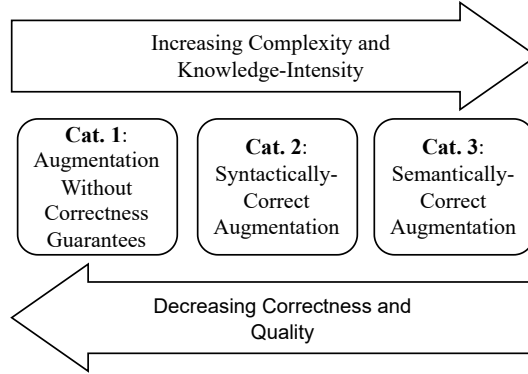 Increasing Complexity and
Knowledge-Intensity
Cat. 1:
Augmentation
Without
Correctness
Guarantees
Cat. 2:
Syntactically-
Correct
Augmentation
Cat. 3:
Semantically-
Correct
Augmentation
Decreasing Correctness and
Quality